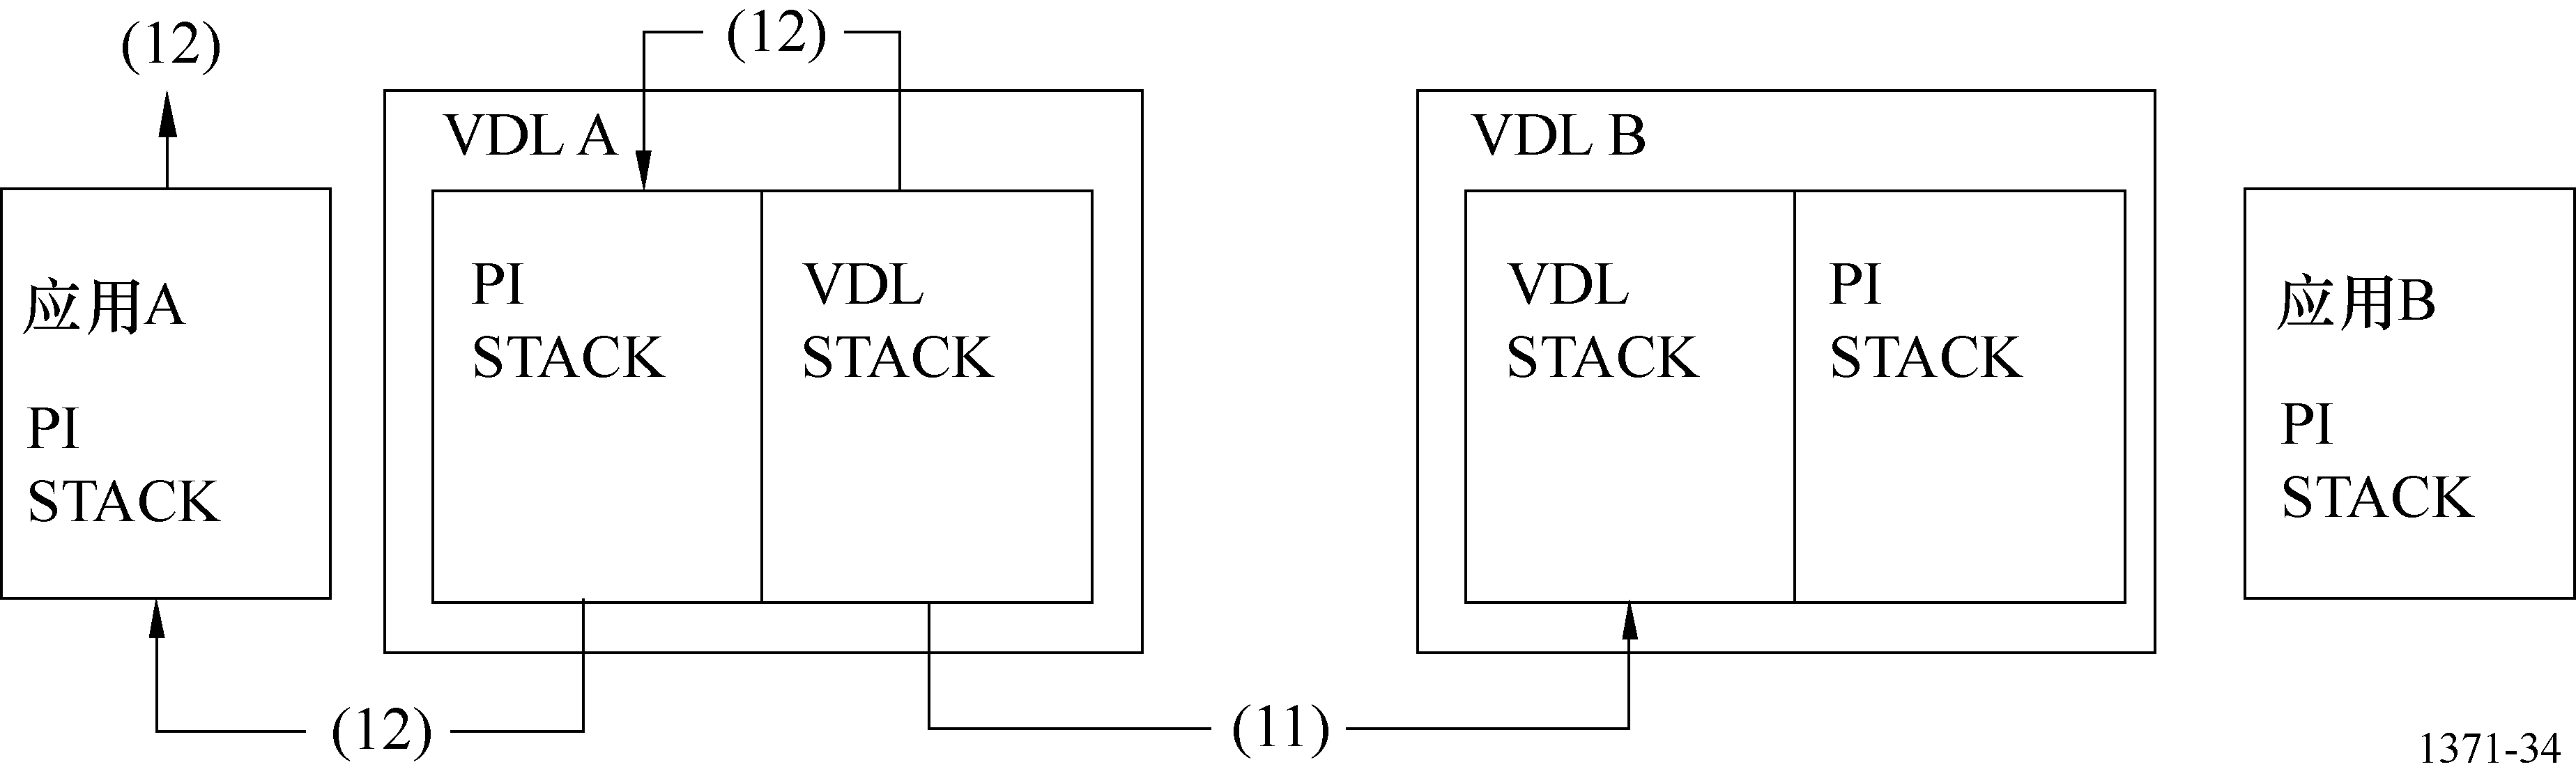 (12)
(12)
VDL A
VDL B
应用A
PI
STACK
PI
STACK
VDL
STACK
VDL
STACK
PI
STACK
应用B
PI
STACK
(12)
(11)
1371-34